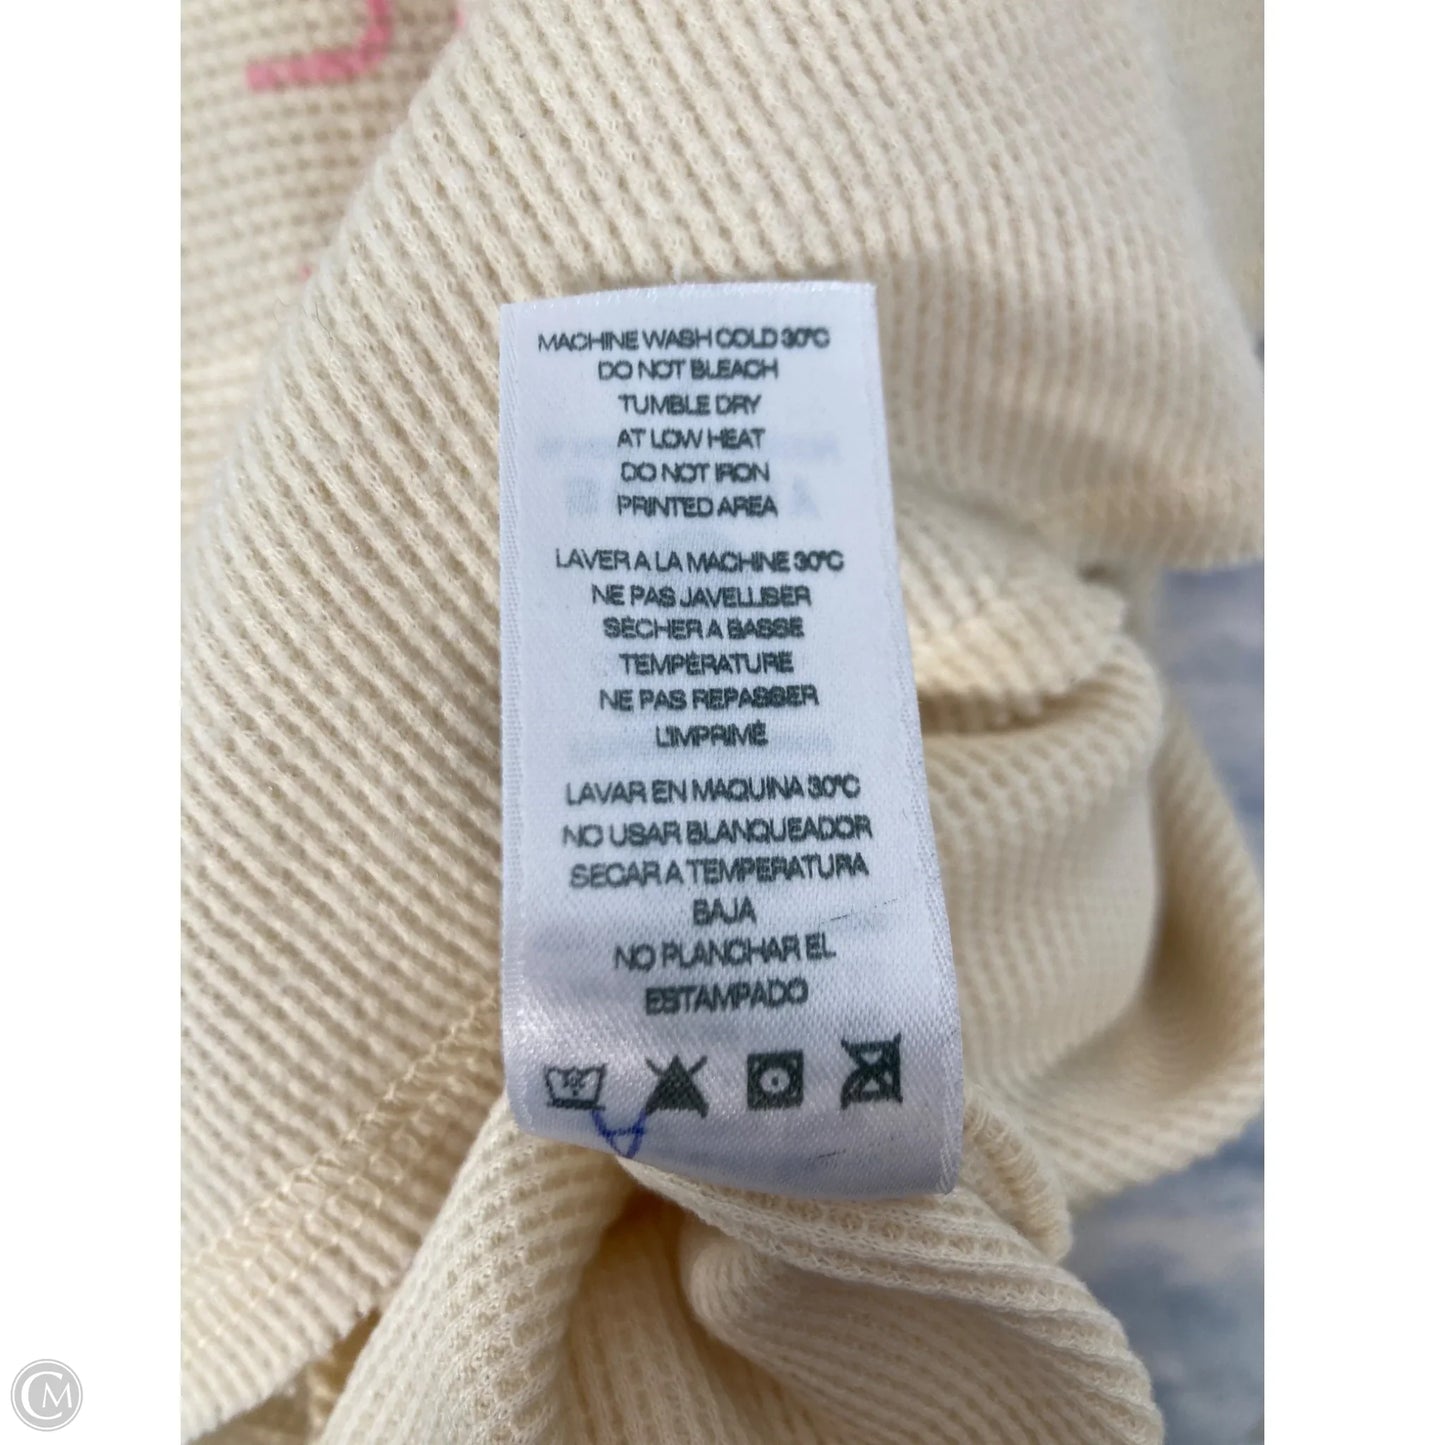 MACHINE WASH COLD 30°C
DO NOT BLEACH
TUMBLE DRY
AT LOW HEAT
DO NOT IRON
PRINTED AREA
LAVER A LA MACHINE 30°C
NE PAS JAVELLISER
SÉCHER A BASSE
TEMPÉRATURE
NE PAS REPASSER
L'IMPRIMÉ
LAVAR EN MAQUINA 30°C
NO USAR BLANQUEADOR
SECAR A TEMPERATURA
BAJA
NO PLANCHAR EL
ESTAMPADO
CM